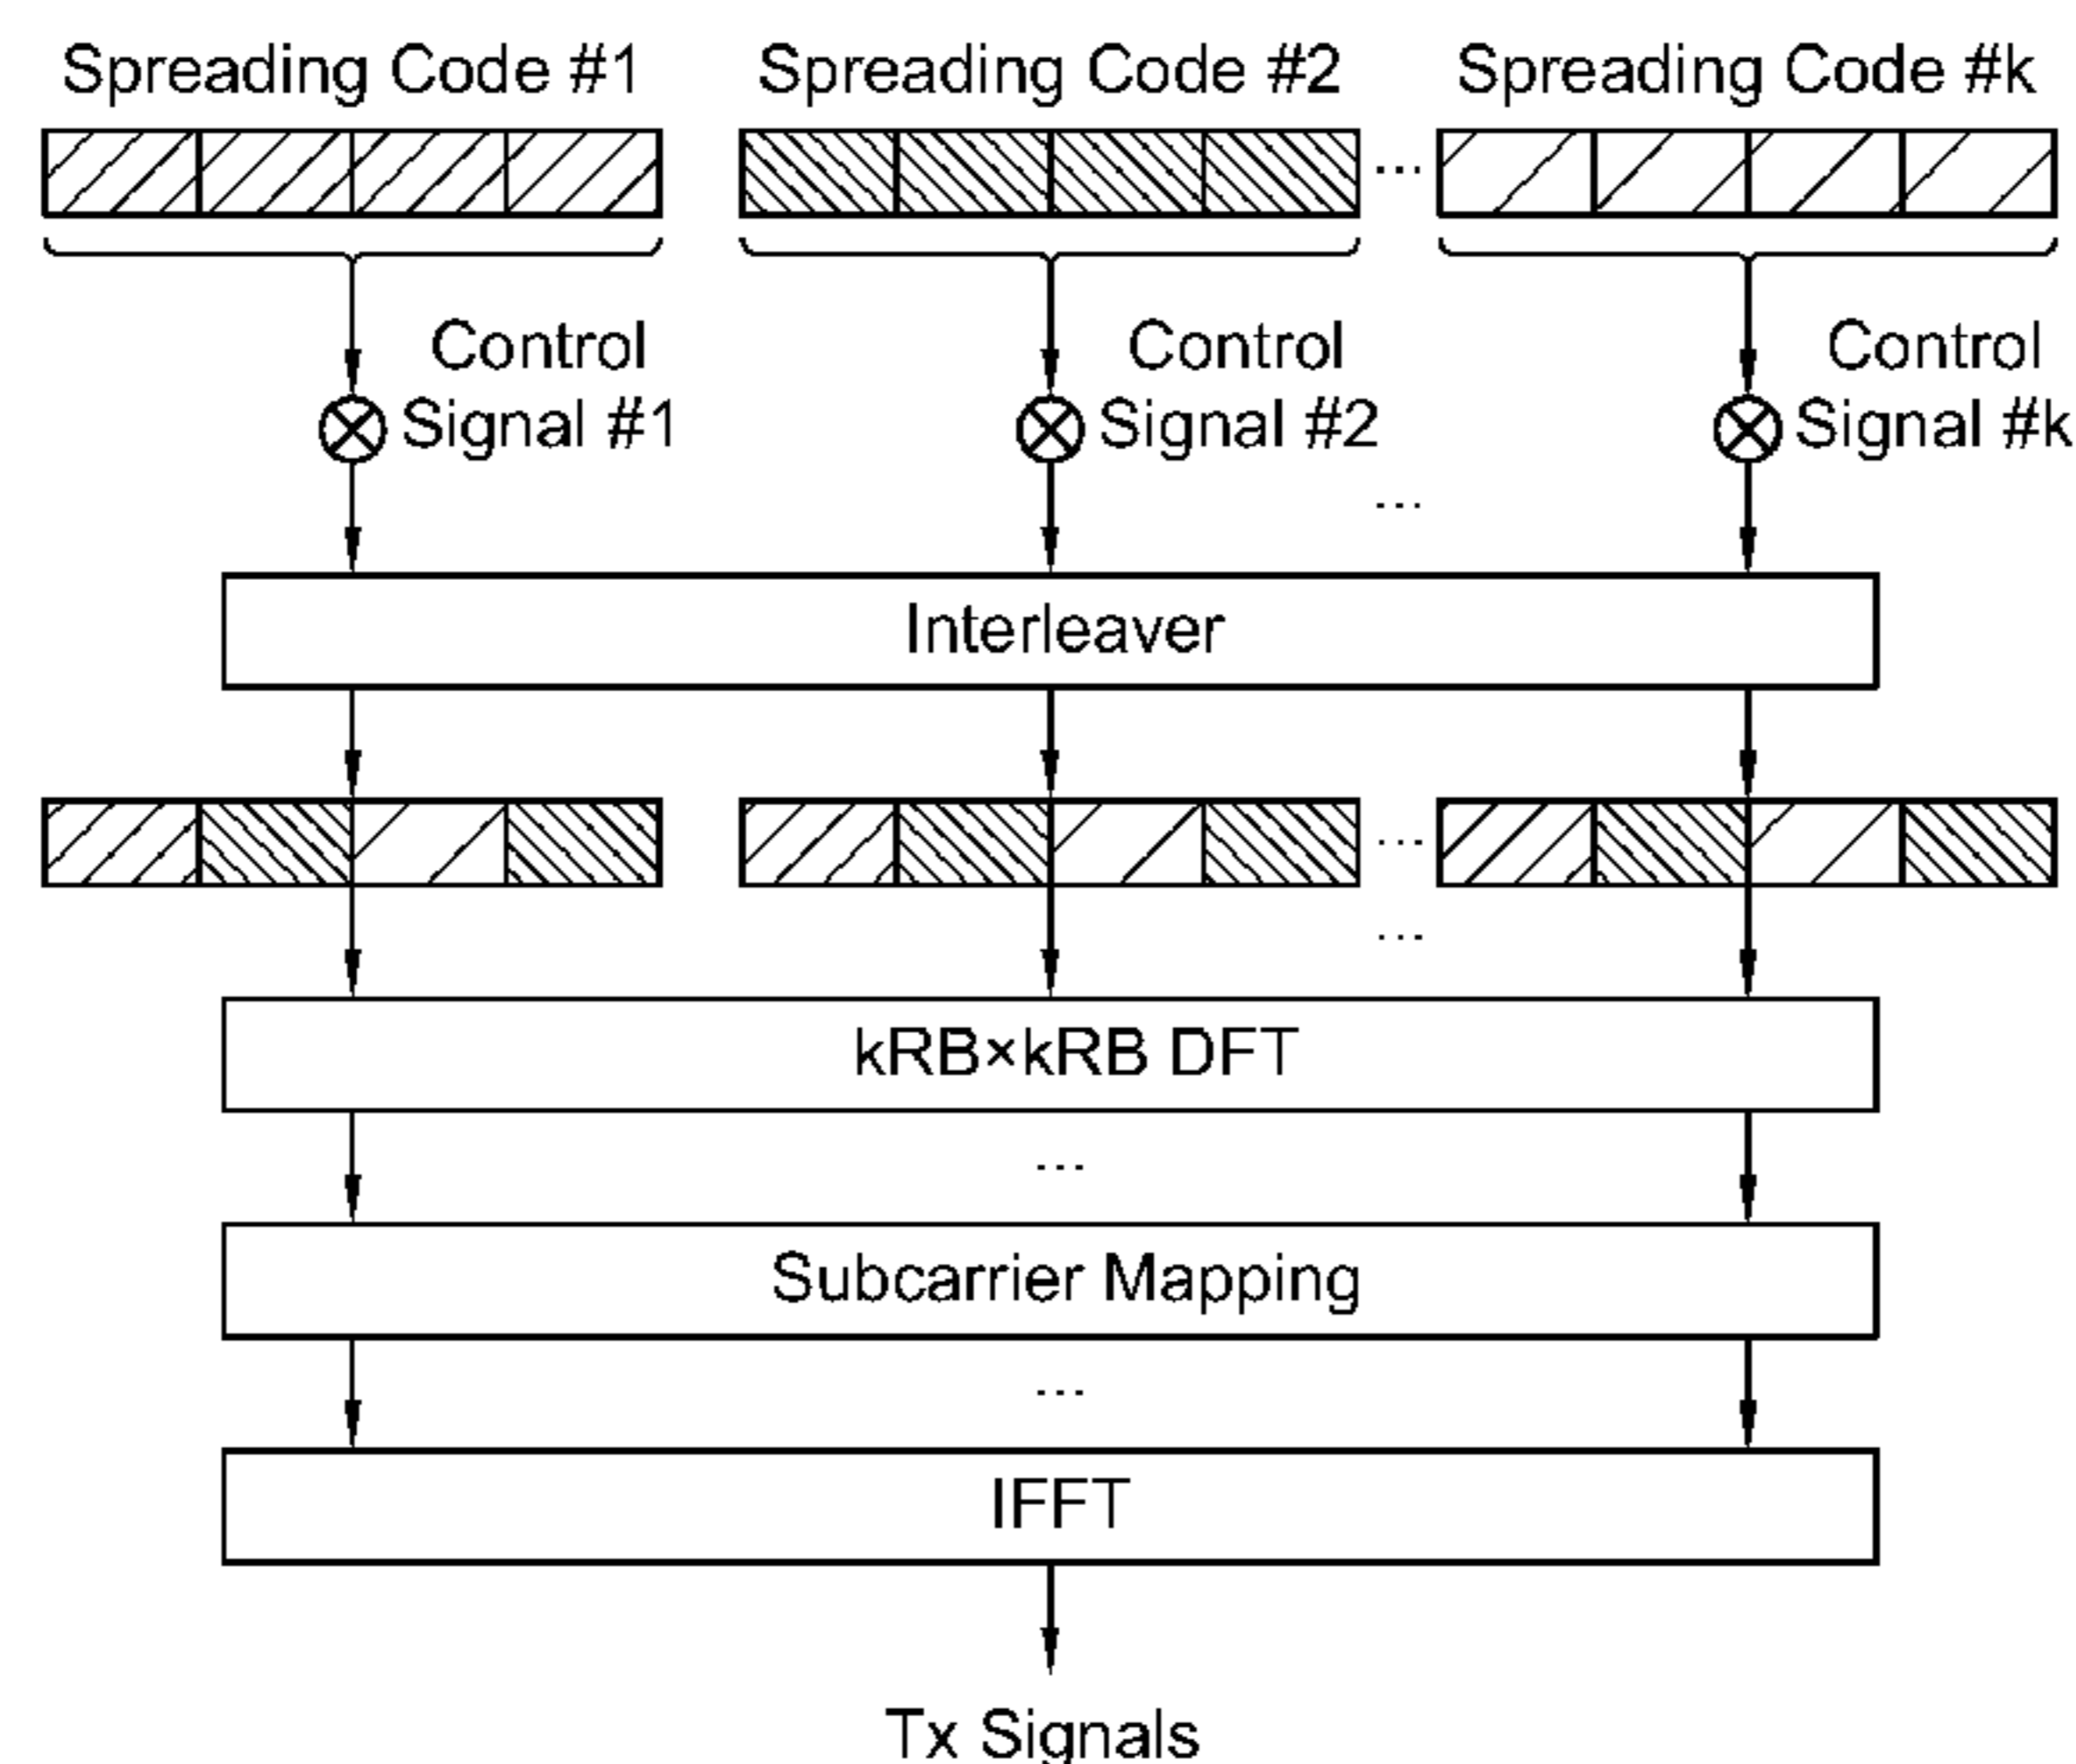 Spreading Code #1 Spreading Code #2 Spreading Code #k
...
Control Control Control
Signal #1 Signal #2 Signal #k
...
Interleaver
...
...
kRB×kRB DFT
...
Subcarrier Mapping
...
IFFT
Tx Signals